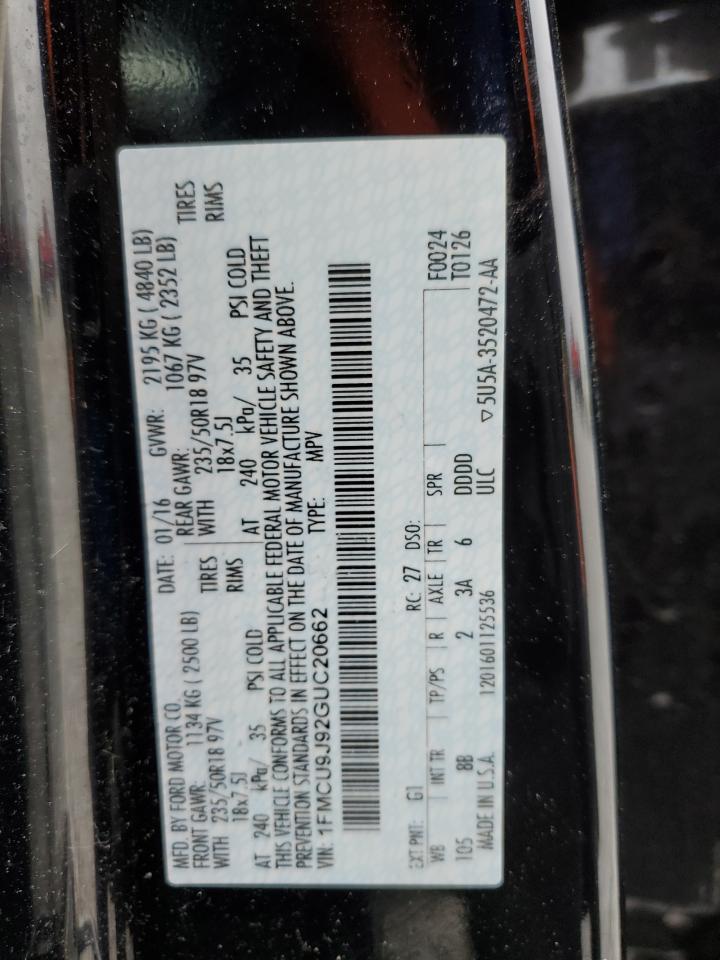 MFD. BY FORD MOTOR CO.
DATE: 01/16 GVWR: 2195 KG ( 4840 LB)
FRONT GAWR: 1134 KG ( 2500 LB) REAR GAWR: 1067 KG ( 2352 LB)
WITH 235/50R18 97V TIRES WITH 235/50R18 97V TIRES
18x7.5J RIMS 18x7.5J RIMS
AT 240 kPa/ 35 PSI COLD AT 240 kPa/ 35 PSI COLD
THIS VEHICLE CONFORMS TO ALL APPLICABLE FEDERAL MOTOR VEHICLE SAFETY AND THEFT
PREVENTION STANDARDS IN EFFECT ON THE DATE OF MANUFACTURE SHOWN ABOVE.
VIN: 1FMCU9J92GUC20662 TYPE: MPV
EXT PNT: G1 RC: 27 DSO: F0024
WB INT TR TP/PS R AXLE TR SPR T0126
105 8B 2 3A 6 DDDD
MADE IN U.S.A. 1201601125536 ULC ▽5U5A-3520472-AA